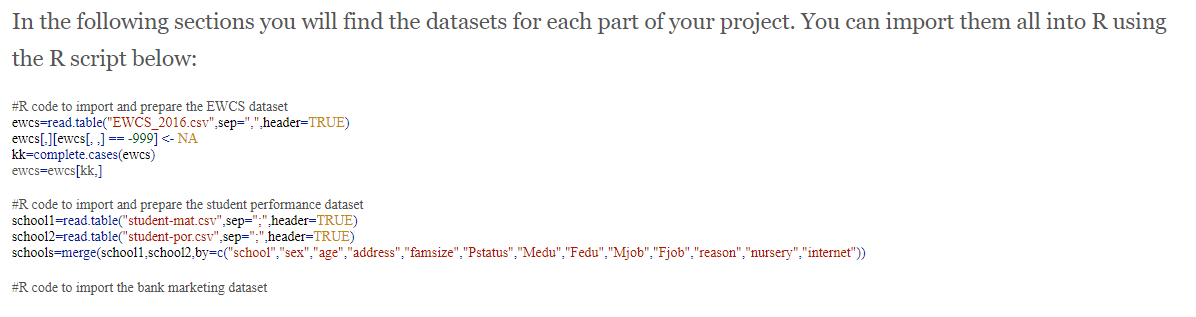 In the following sections you will find the datasets for each part of your project. You can import them all into R using
the R script below:
#R code to import and prepare the EWCS dataset
ewcs=read.table("EWCS_2016.csv",sep=",",header=TRUE)
ewcs[,][ewcs[, ,] == -999] <- NA
kk=complete.cases(ewcs)
ewcs=ewcs[kk,]
#R code to import and prepare the student performance dataset
school1=read.table("student-mat.csv",sep=";",header=TRUE)
school2=read.table("student-por.csv",sep=";",header=TRUE)
schools=merge(school1,school2,by=c("school","sex","age","address","famsize","Pstatus","Medu","Fedu","Mjob","Fjob","reason","nursery","internet"))
#R code to import the bank marketing dataset